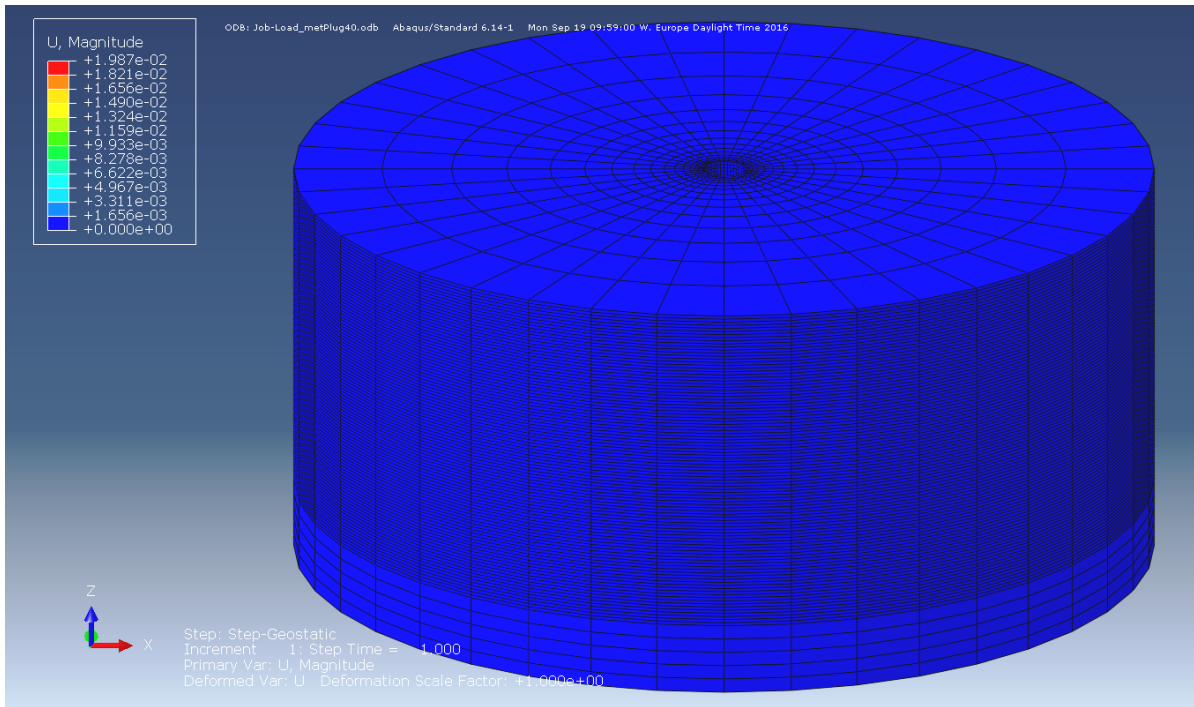 ODB: Job-Load_metPlug40.odb Abaqus/Standard 6.14-1 Mon Sep 19 09:59:00 W. Europe Daylight Time 2016
U, Magnitude
+1.987e-02
+1.821e-02
+1.656e-02
+1.490e-02
+1.324e-02
+1.159e-02
+9.933e-03
+8.278e-03
+6.622e-03
+4.967e-03
+3.311e-03
+1.656e-03
+0.000e+00
Z
X
Step: Step-Geostatic
Increment 1: Step Time = 1.000
Primary Var: U, Magnitude
Deformed Var: U Deformation Scale Factor: +1.000e+00